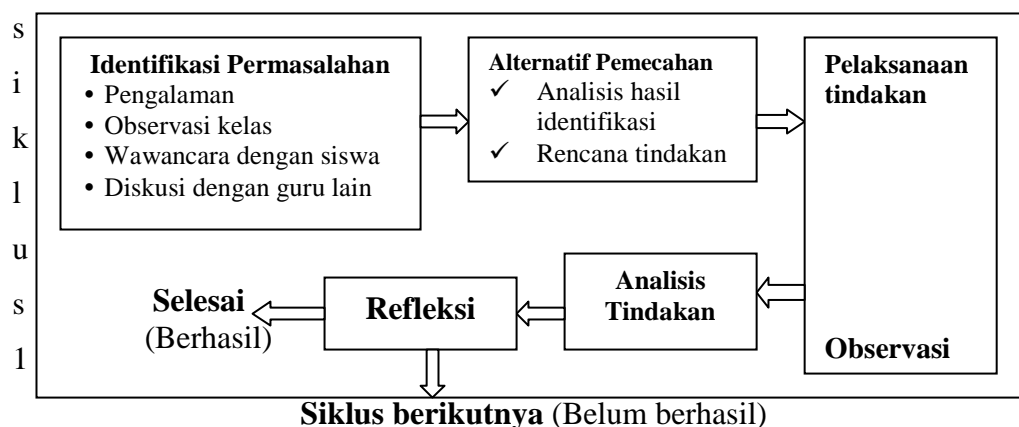 siklus 1
Identifikasi Permasalahan
• Pengalaman
• Observasi kelas
• Wawancara dengan siswa
• Diskusi dengan guru lain
Alternatif Pemecahan
✓ Analisis hasil
identifikasi
✓ Rencana tindakan
Pelaksanaan
tindakan
Observasi
Analisis
Tindakan
Refleksi
Selesai
(Berhasil)
Siklus berikutnya (Belum berhasil)